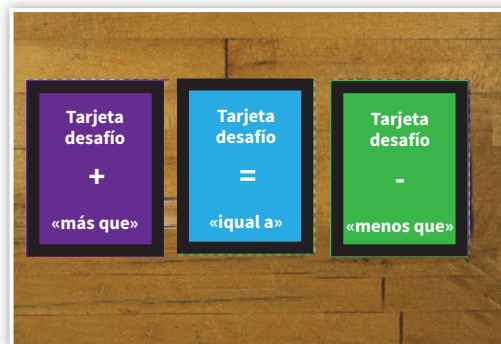 Tarjeta
desafío
+
«más que»
Tarjeta
desafío
=
«iqual a»
Tarjeta
desafío
-
«menos que»